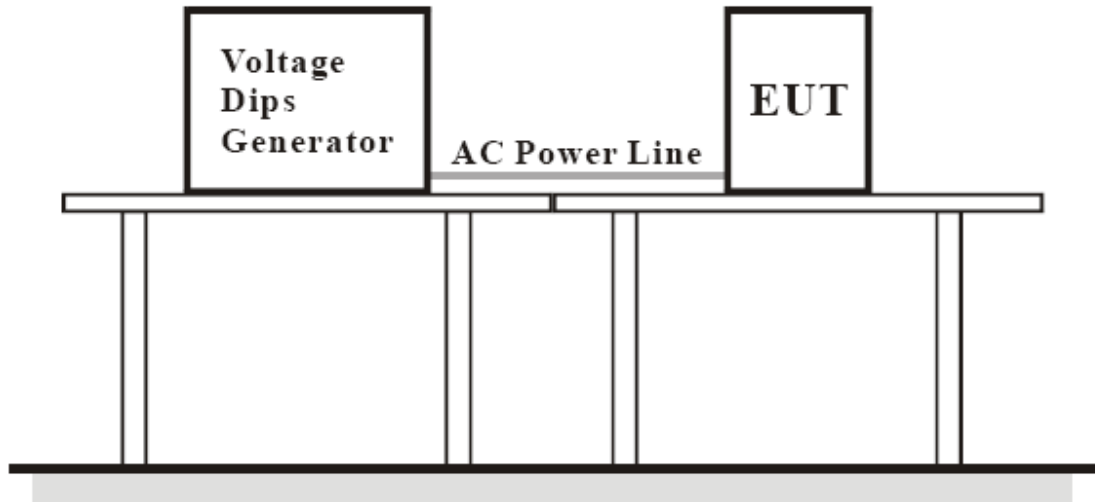 Voltage
Dips
Generator
EUT
AC Power Line